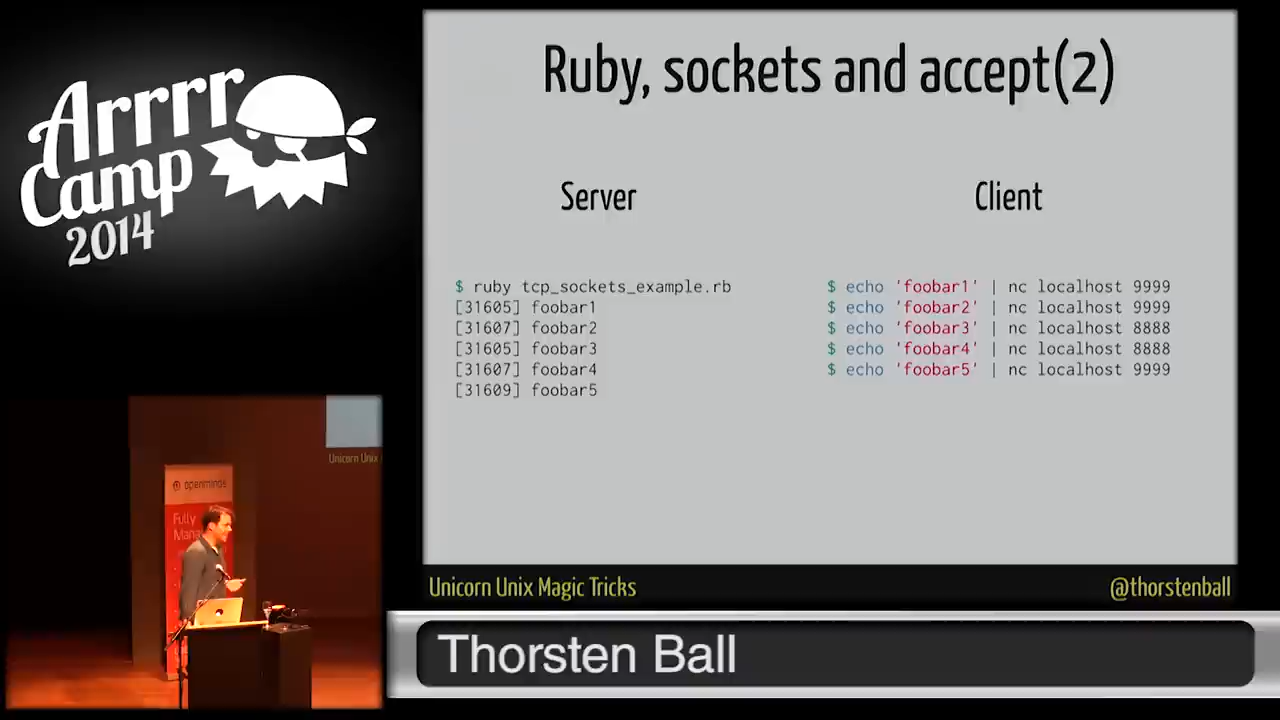 Arrrr
Camp
2014
Ruby, sockets and accept(2)
Server
Client
$ ruby tcp_sockets_example.rb
[31605] foobar1
[31607] foobar2
[31605] foobar3
[31607] foobar4
[31609] foobar5
$ echo 'foobar1' | nc localhost 9999
$ echo 'foobar2' | nc localhost 9999
$ echo 'foobar3' | nc localhost 8888
$ echo 'foobar4' | nc localhost 8888
$ echo 'foobar5' | nc localhost 9999
Unicorn Unix
openminds
Fully
Unicorn Unix Magic Tricks
@thorstenball
Thorsten Ball